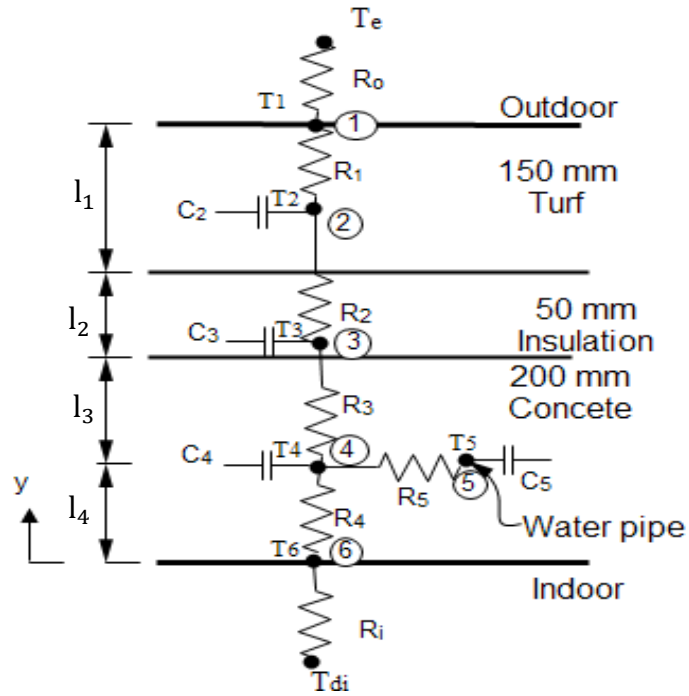 Te
Ro
T1
Outdoor
1
R1
150 mm
Turf
l1
C2
T2
2
R2
50 mm
Insulation
l2
C3
T3
3
200 mm
Concete
l3
R3
C4
T4
4
T5
R5
5
C5
y
l4
R4
Water pipe
T6
6
Indoor
Ri
Tdi